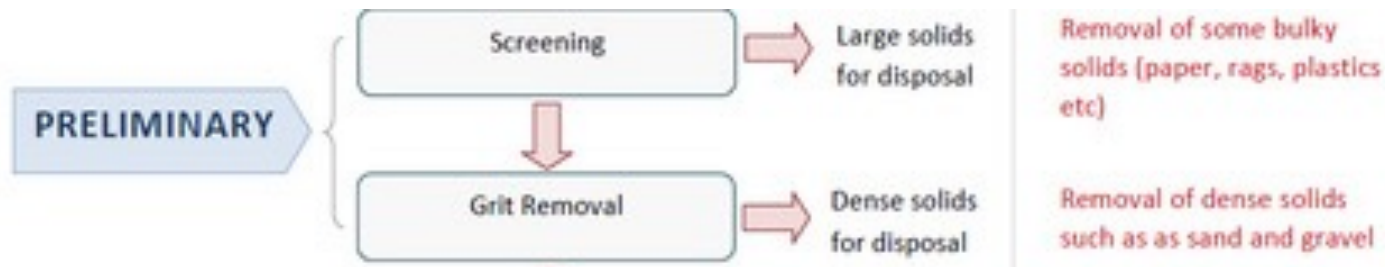 PRELIMINARY
Screening
Large solids
for disposal
Removal of some bulky
solids (paper, rags, plastics
etc)
Grit Removal
Dense solids
for disposal
Removal of dense solids
such as as sand and gravel